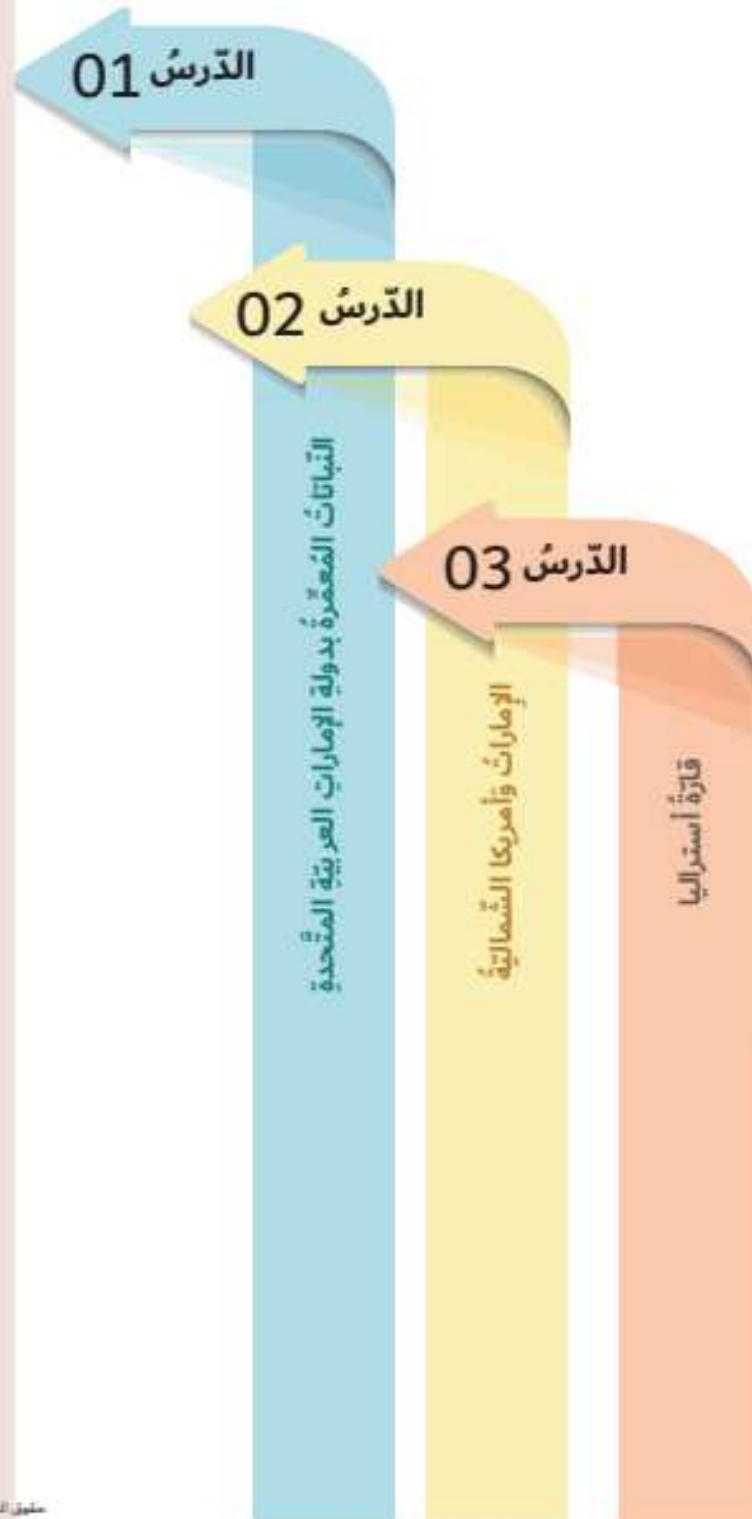 الدّرسُ 01
النّباتاتُ المُعمّرةُ بدولةِ الإماراتِ العربيّةِ المتّحدةِ
الدّرسُ 02
الإماراتُ وَأمريكا الشّماليّةُ
الدّرسُ 03
قارّةُ أستراليا